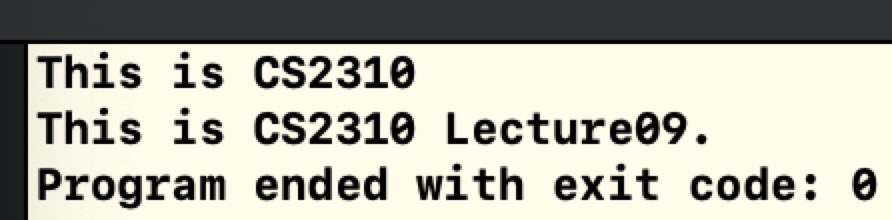 This is CS2310
This is CS2310 Lecture09.
Program ended with exit code: 0